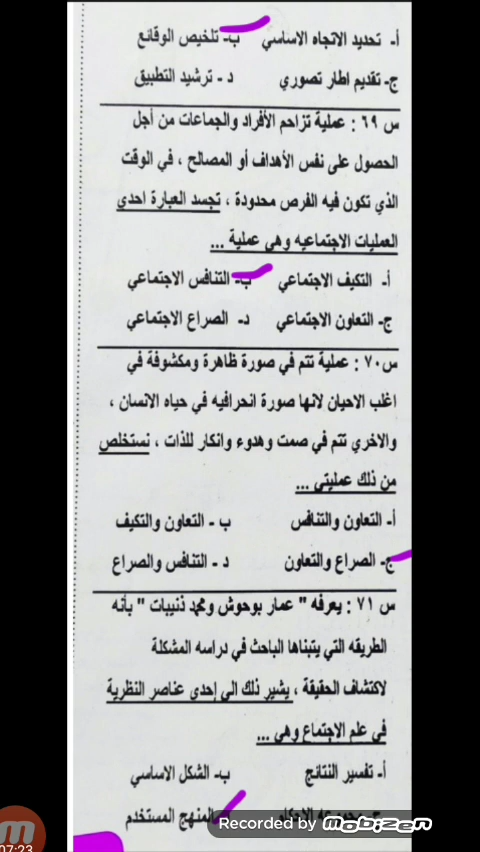 أ- تحديد الاتجاه الاساسي ب- تلخيص الوقائع
ج- تقديم اطار تصوري د - ترشيد التطبيق
س ٦٩ : عملية تزاحم الأفراد والجماعات من أجل
الحصول على نفس الأهداف أو المصالح ، في الوقت
الذي تكون فيه الفرص محدودة ، تجسد العبارة احدى
العمليات الاجتماعيه وهي عملية ...
أ- التكيف الاجتماعي ب- التنافس الاجتماعي
ج- التعاون الاجتماعي د- الصراع الاجتماعي
س٧٠ : عملية تتم في صورة ظاهرة ومكشوفة في
اغلب الاحيان لانها صورة انحرافيه في حياه الانسان ،
والاخري تتم في صمت وهدوء وانكار للذات ، نستخلص
من ذلك عمليتي ...
أ- التعاون والتنافس ب - التعاون والتكيف
ج- الصراع والتعاون د - التنافس والصراع
س ٧١ : يعرفه " عمار بوحوش ومحمد ذنيبات " بأنه
الطريقه التي يتبناها الباحث في دراسه المشكلة
لاكتشاف الحقيقة ، يشير ذلك الي إحدى عناصر النظرية
في علم الاجتماع وهي ...
أ- تفسير النتائج ب- الشكل الاساسي
المنهج المستخدم
Recorded by mobizen
07:23